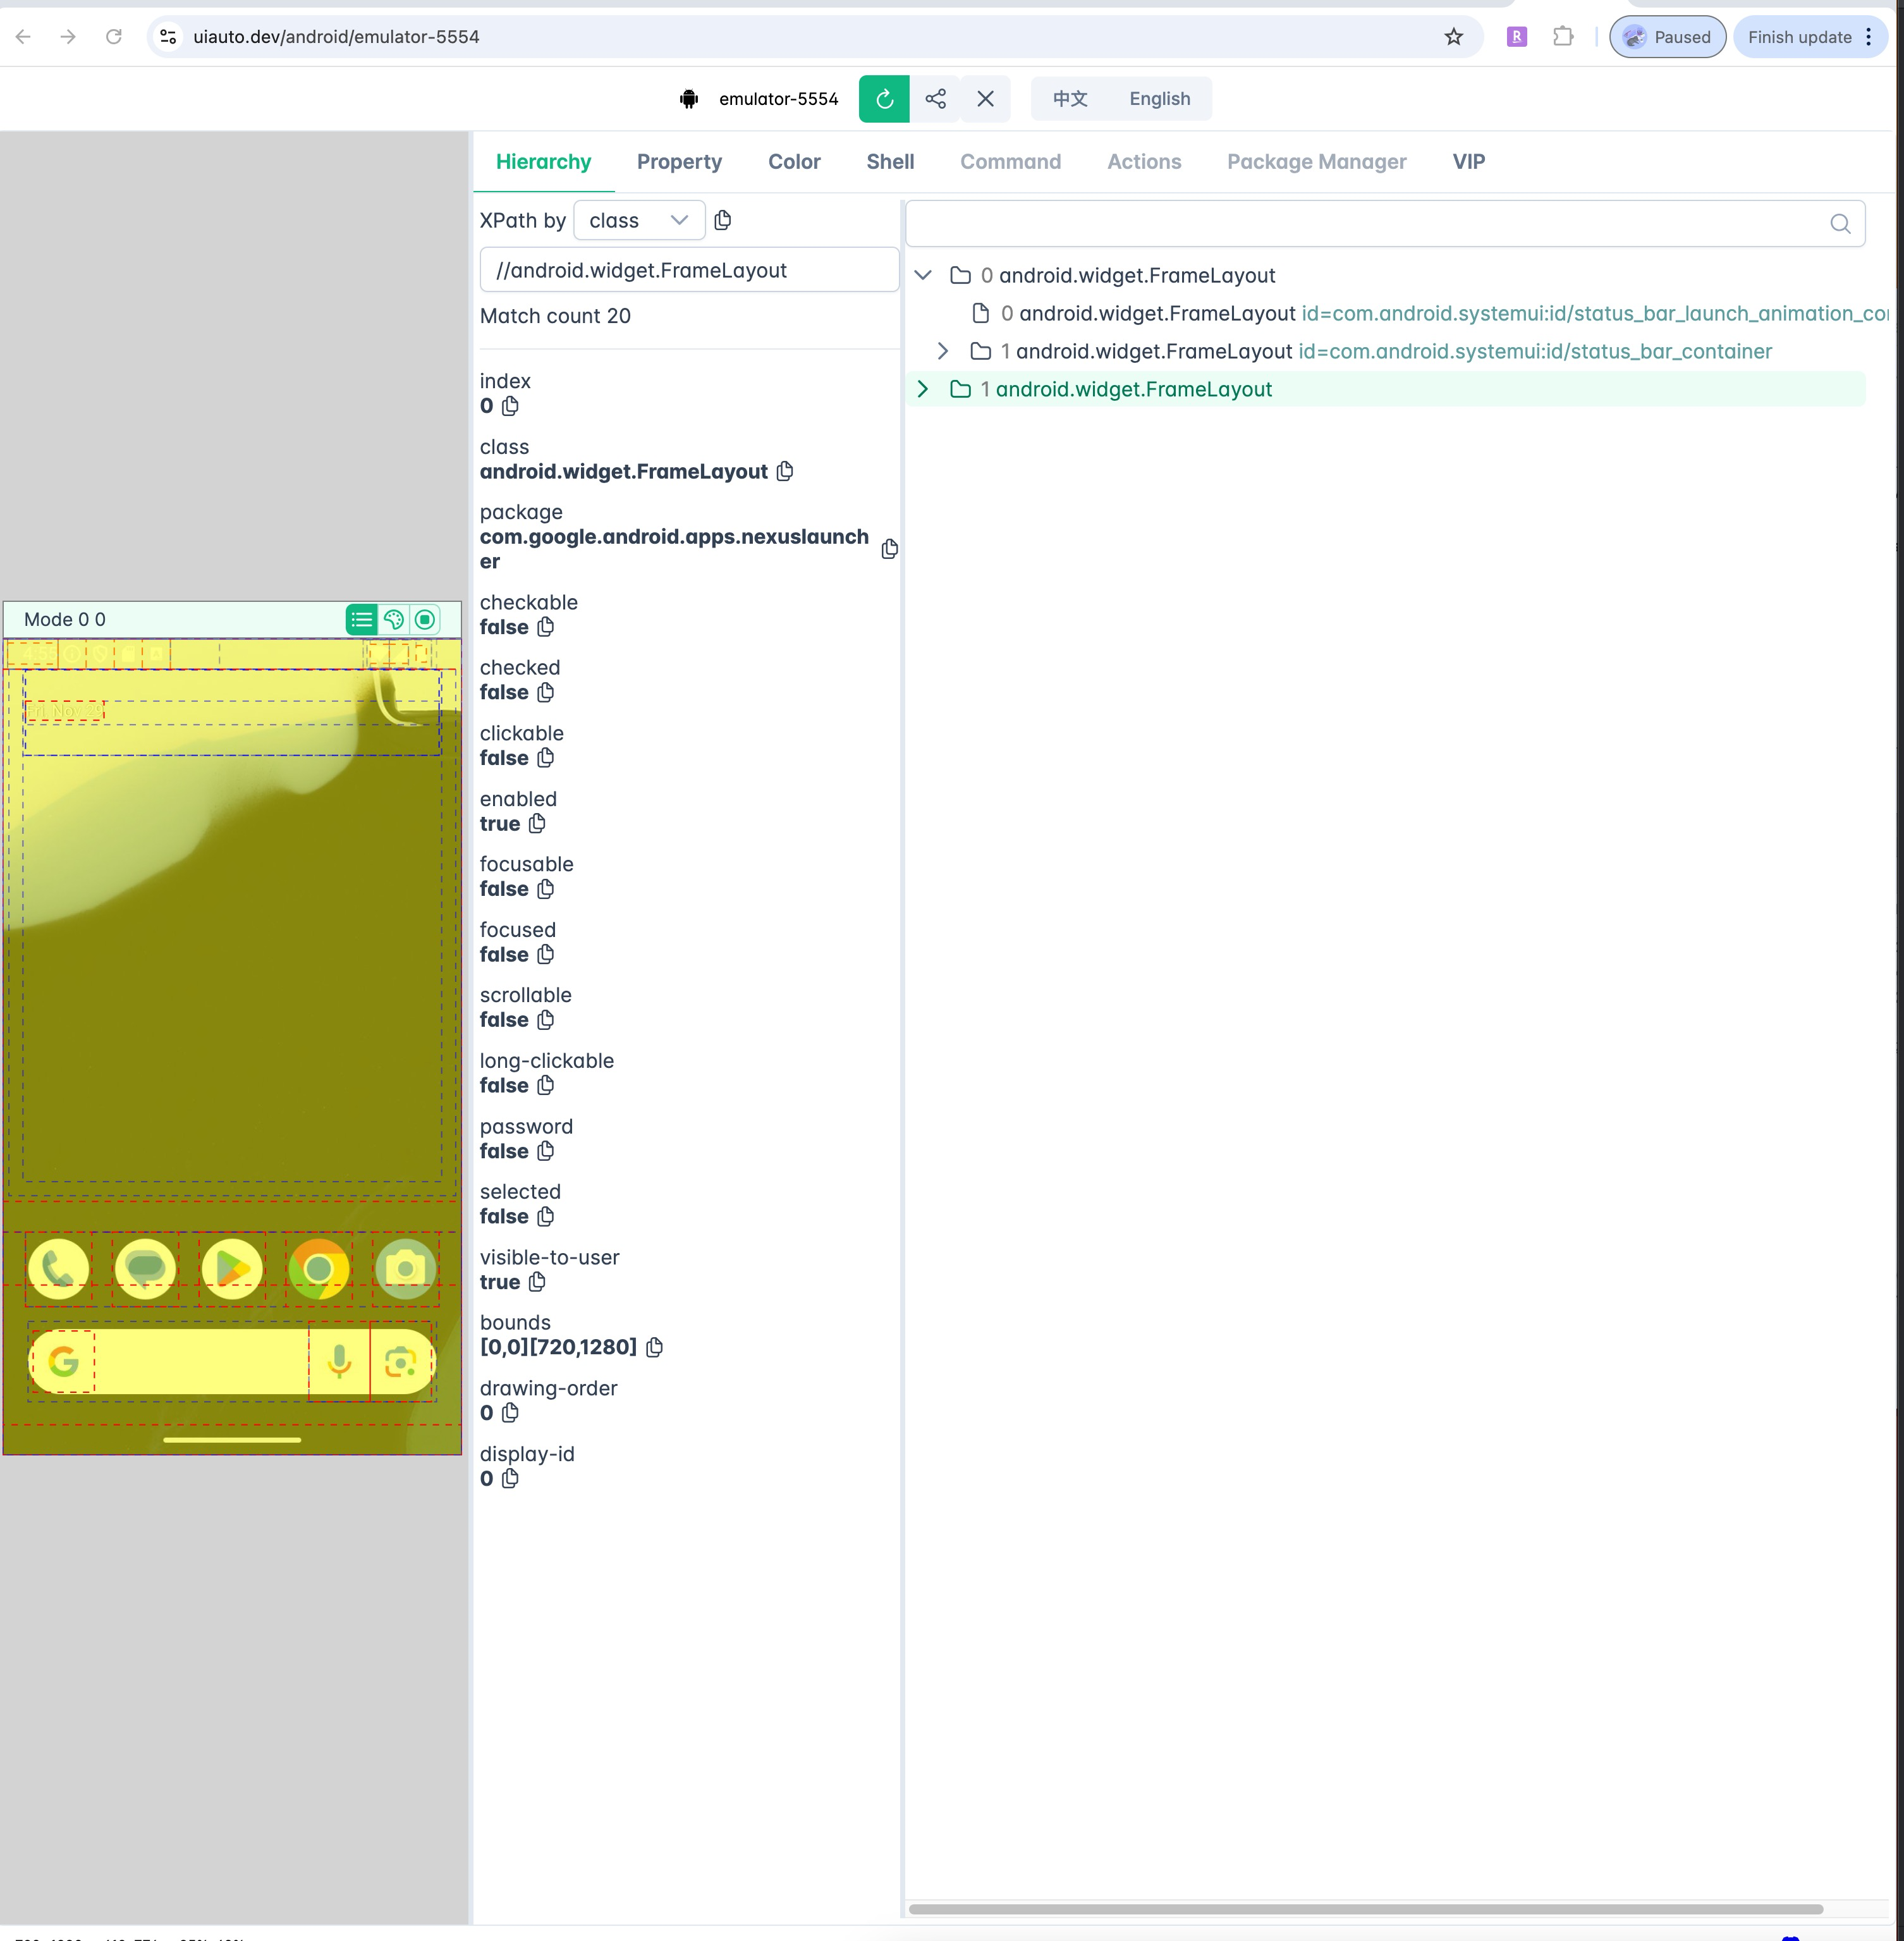 uiauto.dev/android/emulator-5554
R
Paused
Finish update
emulator-5554
中文
English
Hierarchy
Property
Color
Shell
Command
Actions
Package Manager
VIP
XPath by
class
//android.widget.FrameLayout
Match count 20
index
0
class
android.widget.FrameLayout
package
com.google.android.apps.nexuslaunch
er
checkable
false
checked
false
clickable
false
enabled
true
focusable
false
focused
false
scrollable
false
long-clickable
false
password
false
selected
false
visible-to-user
true
bounds
[0,0][720,1280]
drawing-order
0
display-id
0
0 android.widget.FrameLayout
0 android.widget.FrameLayout id=com.android.systemui:id/status_bar_launch_animation_co
1 android.widget.FrameLayout id=com.android.systemui:id/status_bar_container
1 android.widget.FrameLayout
Mode 0 0
G